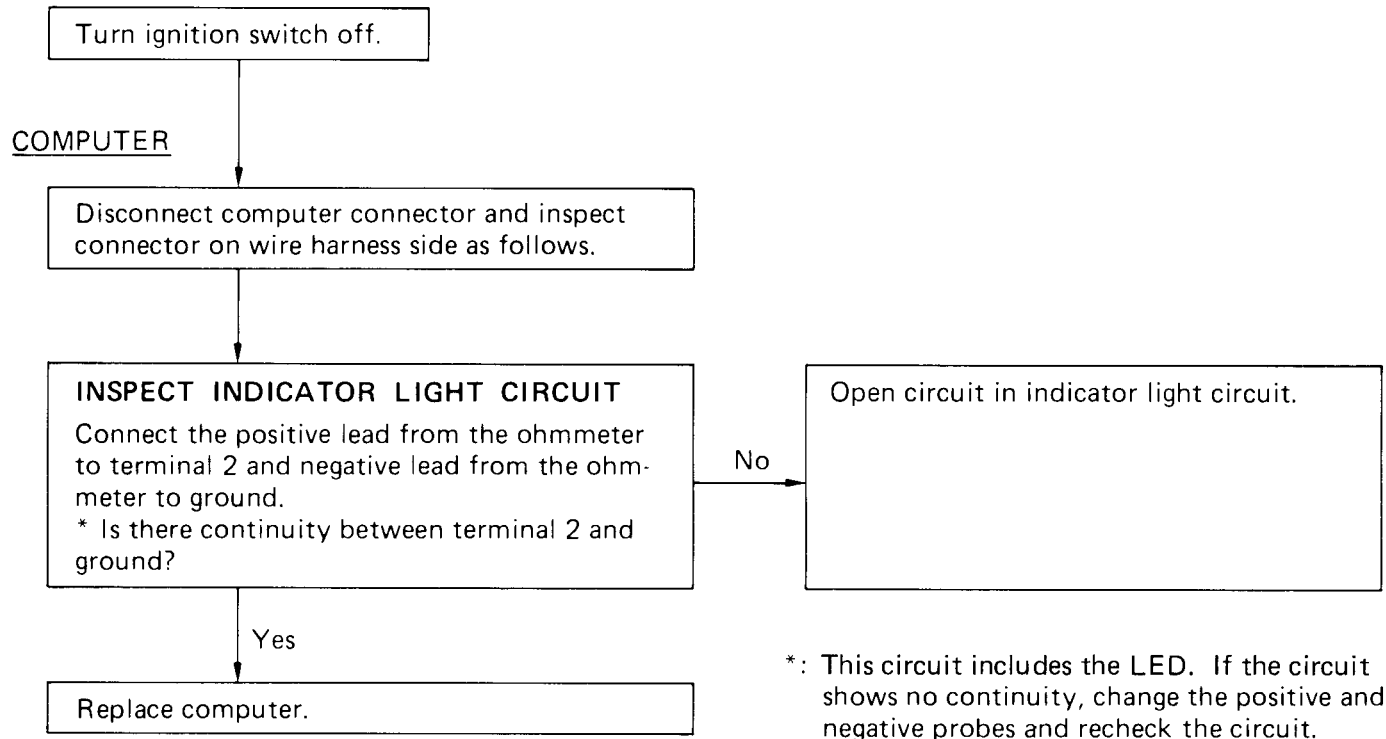 Turn ignition switch off.
COMPUTER
Disconnect computer connector and inspect
connector on wire harness side as follows.
INSPECT INDICATOR LIGHT CIRCUIT
Connect the positive lead from the ohmmeter
to terminal 2 and negative lead from the ohm-
meter to ground.
* Is there continuity between terminal 2 and
ground?
No
Open circuit in indicator light circuit.
Yes
Replace computer.
*: This circuit includes the LED. If the circuit
shows no continuity, change the positive and
negative probes and recheck the circuit.